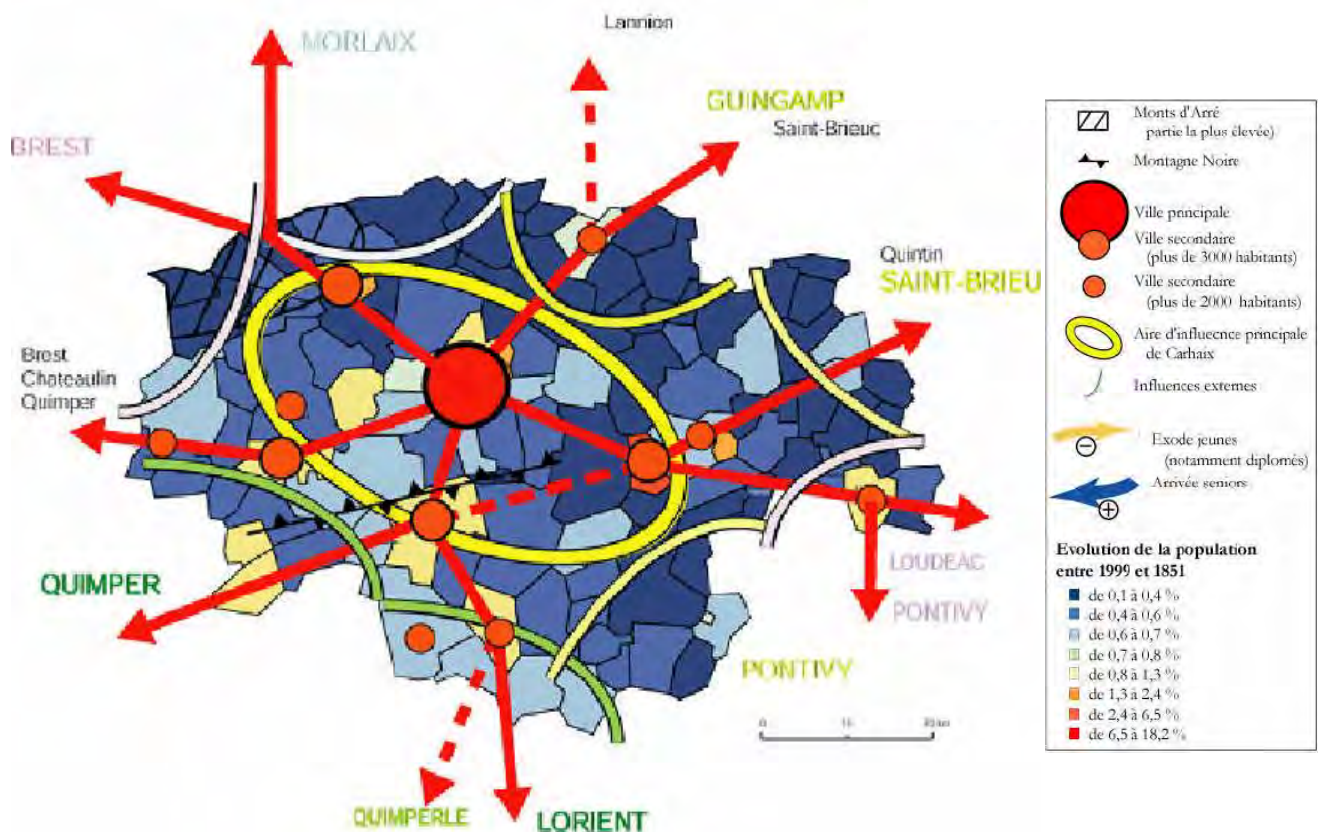 Lannion
MORLAIX
GUINGAMP
Saint-Brieuc
BREST
Quintin
SAINT-BRIEU
Brest
Chateaulin
Quimper
QUIMPER
LOUDEAC
PONTIVY
PONTIVY
QUIMPERLE
LORIENT
Monts d'Arré
partie la plus élevée)
Montagne Noire
Ville principale
Ville secondaire
(plus de 3000 habitants)
Ville secondaire
(plus de 2000 habitants)
Aire d'influence principale
de Carhaix
Influences externes
Exode jeunes
(notamment diplomés)
Arrivée seniors
Evolution de la population
entre 1999 et 1851
de 0,1 à 0,4 %
de 0,4 à 0,6 %
de 0,6 à 0,7 %
de 0,7 à 0,8 %
de 0,8 à 1,3 %
de 1,3 à 2,4 %
de 2,4 à 6,5 %
de 6,5 à 18,2 %